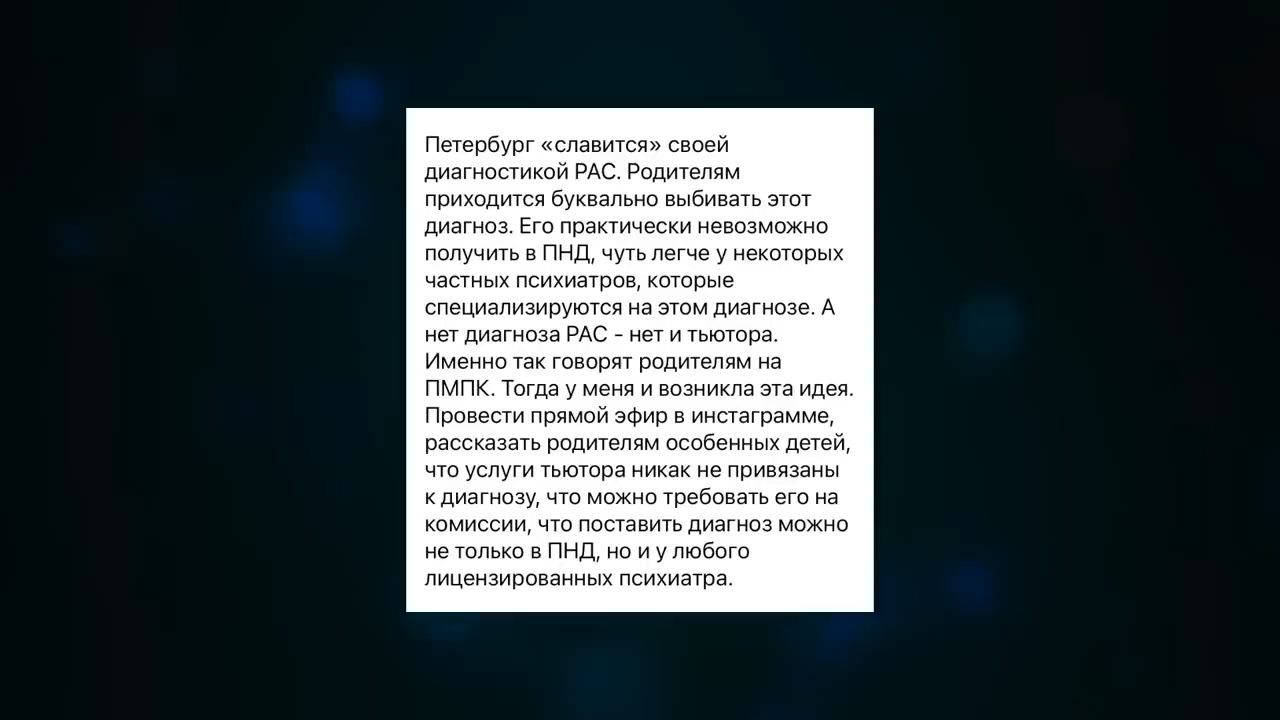 Петербург «славится» своей
диагностикой РАС. Родителям
приходится буквально выбивать этот
диагноз. Его практически невозможно
получить в ПНД, чуть легче у некоторых
частных психиатров, которые
специализируются на этом диагнозе. А
нет диагноза РАС - нет и тьютора.
Именно так говорят родителям на
ПМПК. Тогда у меня и возникла эта идея.
Провести прямой эфир в инстаграмме,
рассказать родителям особенных детей,
что услуги тьютора никак не привязаны
к диагнозу, что можно требовать его на
комиссии, что поставить диагноз можно
не только в ПНД, но и у любого
лицензированных психиатра.